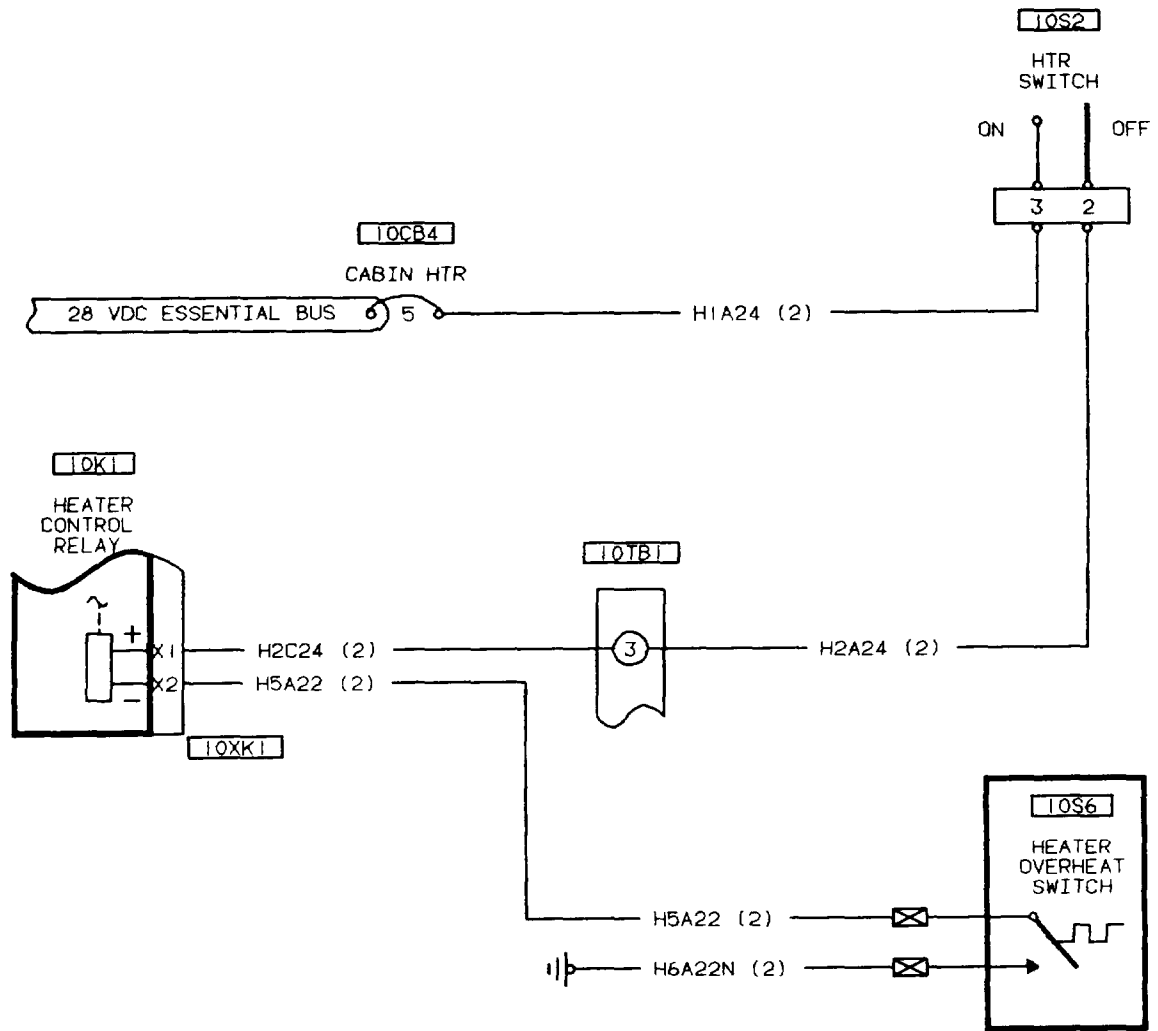 10S2
HTR
SWITCH
ON OFF
3 2
10CB4
CABIN HTR
28 VDC ESSENTIAL BUS 5 H1A24 (2)
10K1
HEATER
CONTROL
RELAY
10TB1
+ X1 H2C24 (2) 3 H2A24 (2)
- X2 H5A22 (2)
10XK1
10S6
HEATER
OVERHEAT
SWITCH
H5A22 (2)
H6A22N (2)